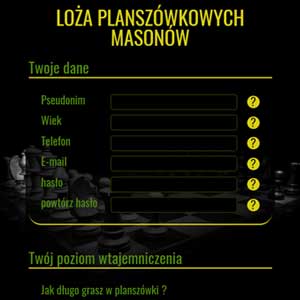 LOŻA PLANSZÓWKOWYCH
MASONÓW
Twoje dane
Pseudonim ?
Wiek ?
Telefon ?
E-mail ?
hasło ?
powtórz hasło ?
Twój poziom wtajemniczenia
Jak długo grasz w planszówki ?